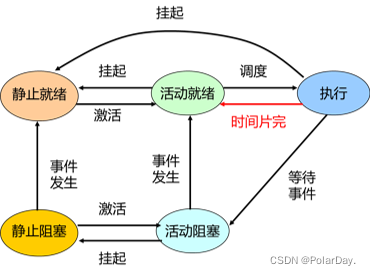 挂起
静止就绪
挂起
激活
活动就绪
调度
时间片完
执行
事件
发生
事件
发生
等待
事件
静止阻塞
激活
挂起
活动阻塞
CSDN @PolarDay.